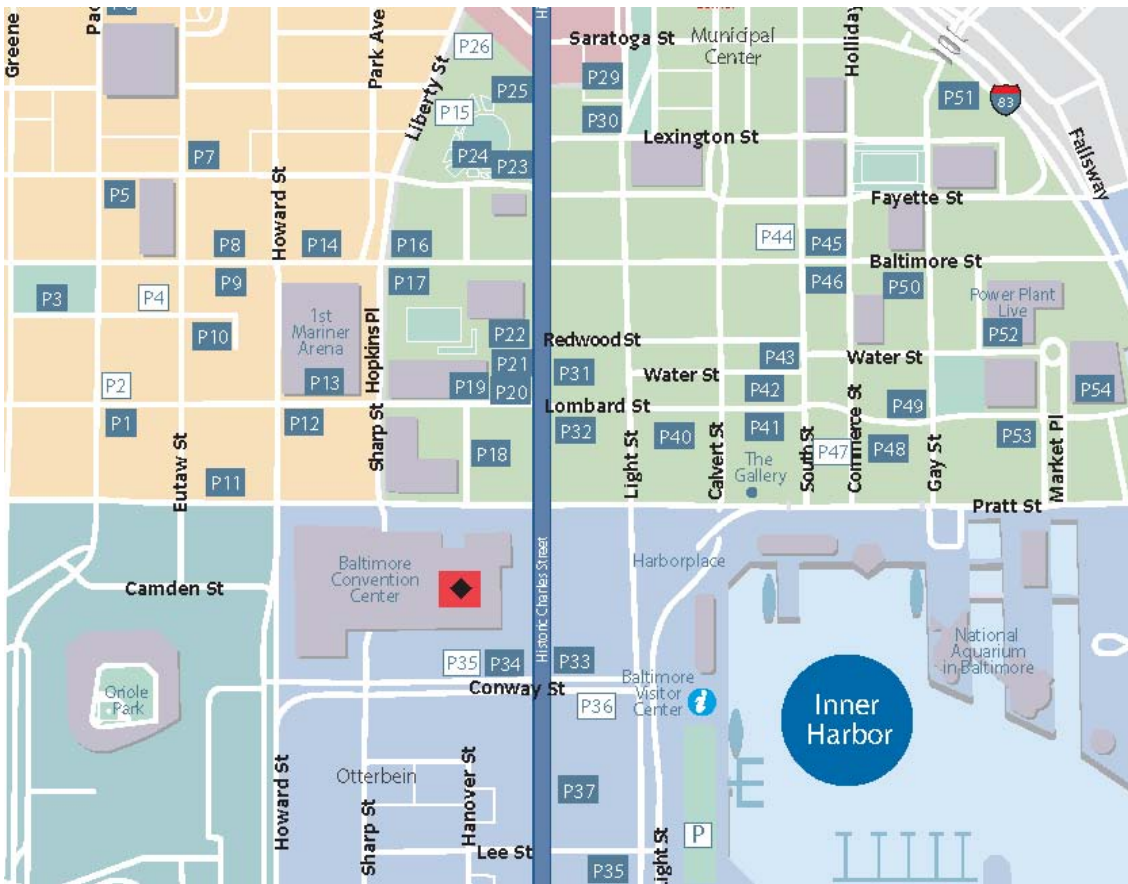 Greene
Pac
Park Ave
P26
Saratoga St
Municipal
Center
Holliday
Liberty St
P29
P25
P51
83
P15
P30
Lexington St
Fallsway
P7
P24
P23
P5
Fayette St
Howard St
P8
P14
P16
P44
P45
Baltimore St
P9
P17
P46
P50
P3
P4
Power Plant
Live
1st
Mariner
Arena
Hopkins Pl
P10
P22
Redwood St
P52
P43
Water St
P21
P31
Water St
P2
P13
P19
P20
P42
P54
P49
Lombard St
P1
P12
Sharp St
P32
P40
P41
P53
Eutaw St
P18
Light St
Calvert St
South St
P47
Commerce St
P48
Gay St
Market Pl
The
Gallery
P11
Pratt St
Historic Charles Street
Harborplace
Baltimore
Convention
Center
Camden St
National
Aquarium
in Baltimore
P35
P34
P33
Baltimore
Visitor
Center
i
Conway St
Oriole
Park
P36
Inner
Harbor
Otterbein
Howard St
Sharp St
Hanover St
P37
P
Lee St
ight St
P35